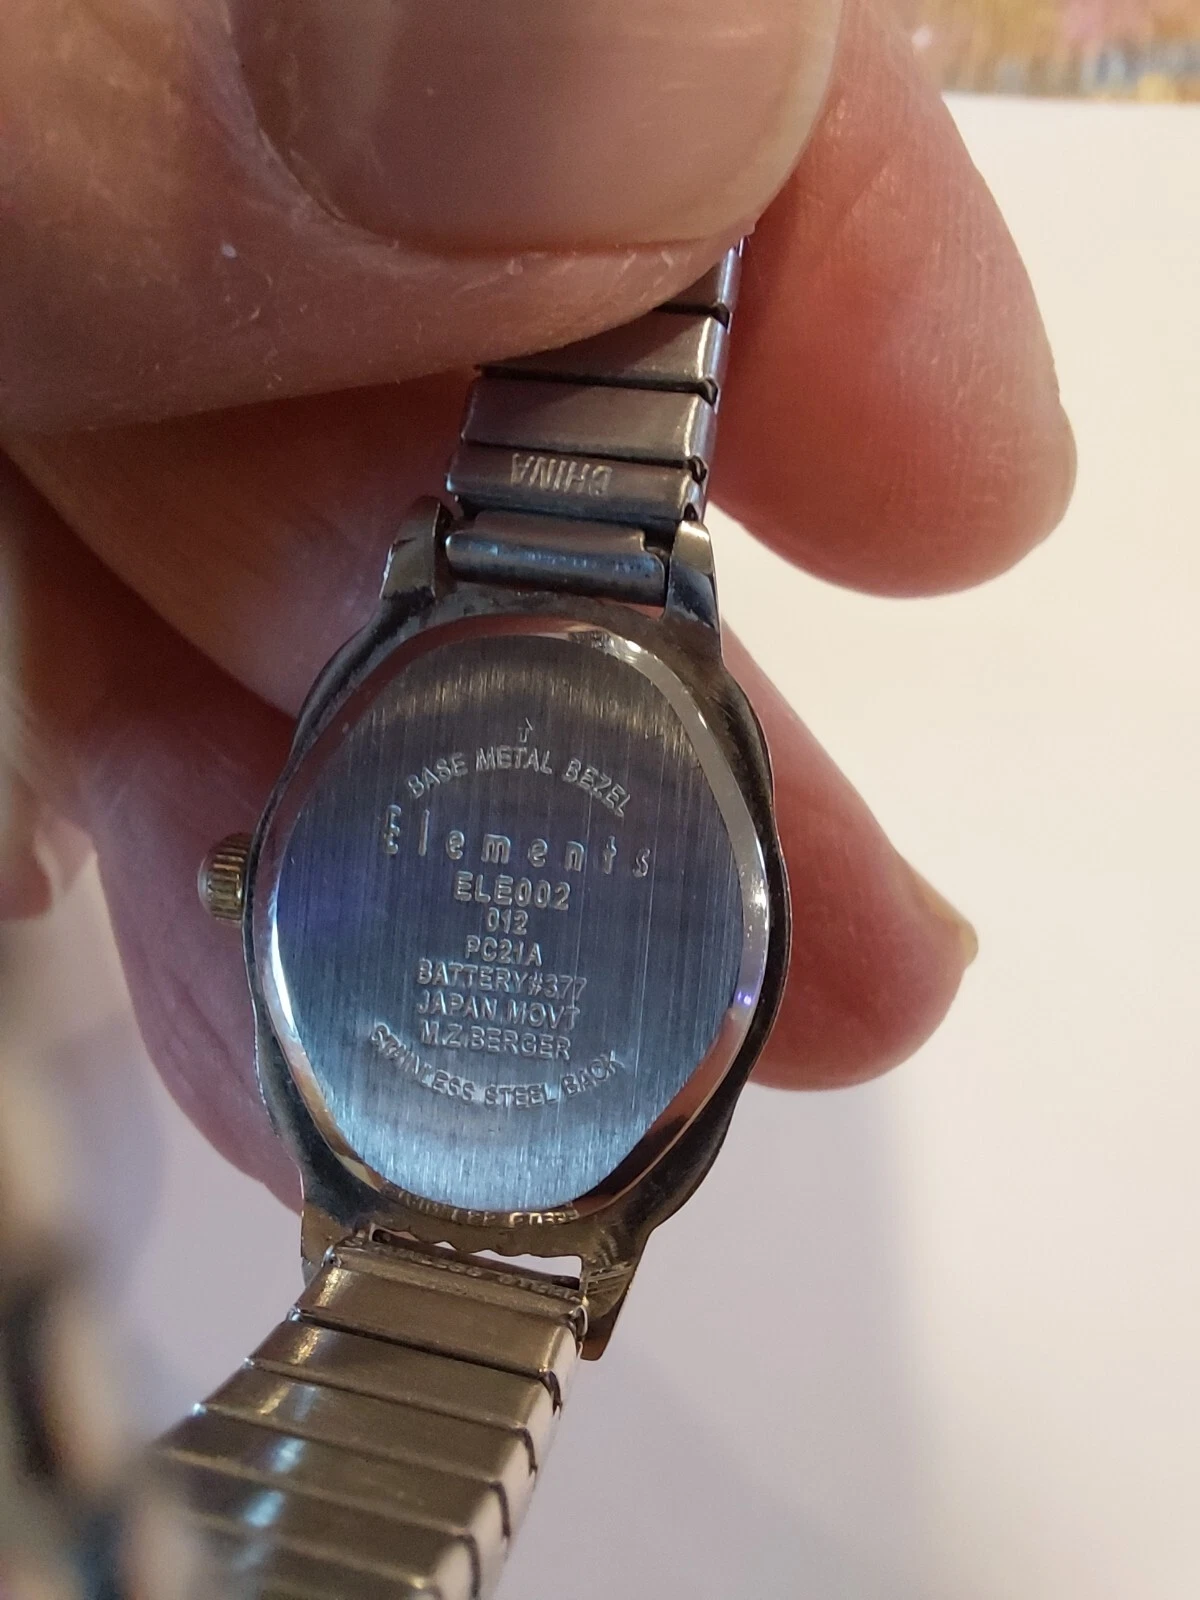 CHINA
BASE METAL BEZEL
Elements
ELE002
012
PC21A
BATTERY#377
JAPAN MOVT
M.Z.BERGER
STAINLESS STEEL BACK